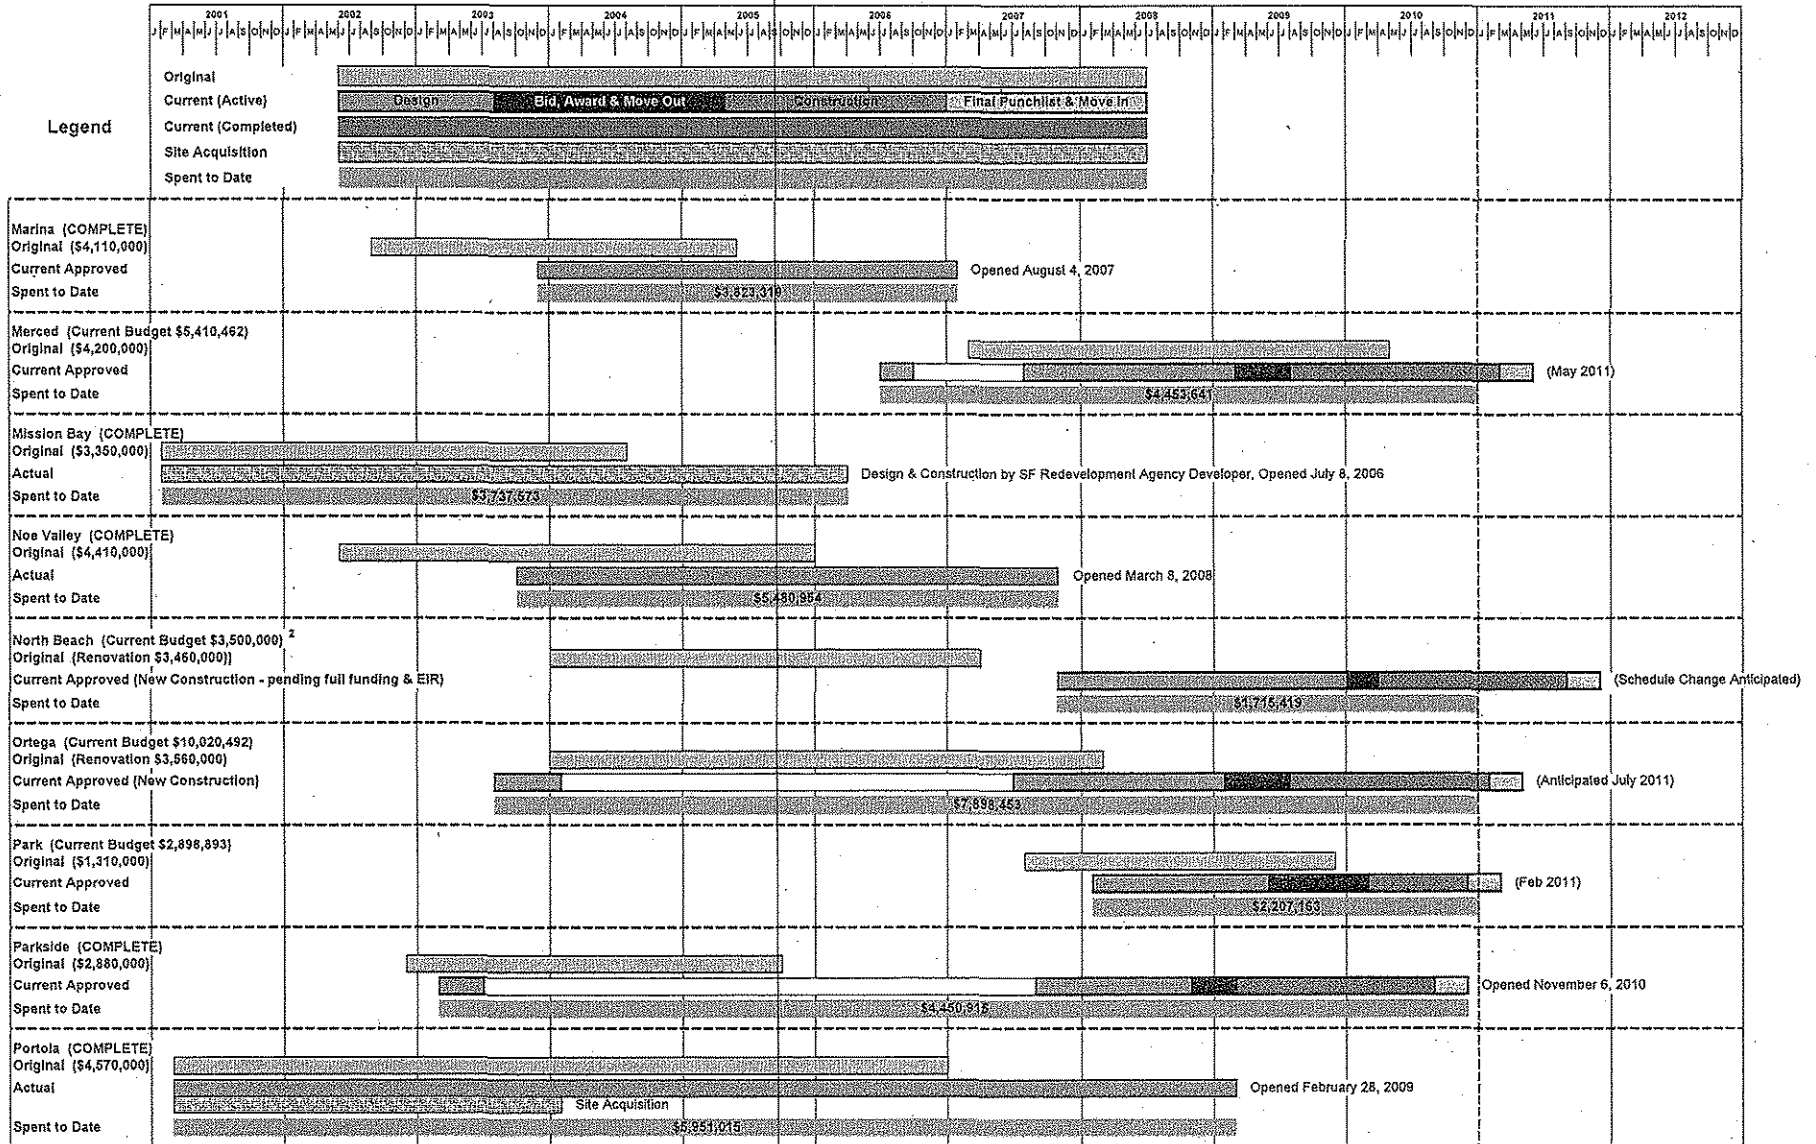 2001 2002 2003 2004 2005 2006 2007 2008 2009 2010 2011 2012
J F M A M J J A S O N D J F M A M J J A S O N D J F M A M J J A S O N D J F M A M J J A S O N D J F M A M J J A S O N D J F M A M J J A S O N D J F M A M J J A S O N D J F M A M J J A S O N D J F M A M J J A S O N D J F M A M J J A S O N D J F M A M J J A S O N D J F M A M J J A S O N D
Legend
Original
Current (Active) Design Bid, Award & Move Out Construction Final Punchlist & Move In
Current (Completed)
Site Acquisition
Spent to Date
Marina (COMPLETE)
Original ($4,110,000)
Current Approved Opened August 4, 2007
Spent to Date $3,823,319
Merced (Current Budget $5,410,462)
Original ($4,200,000)
Current Approved (May 2011)
Spent to Date $4,453,641
Mission Bay (COMPLETE)
Original ($3,350,000)
Actual Design & Construction by SF Redevelopment Agency Developer, Opened July 8, 2006
Spent to Date $3,737,573
Noe Valley (COMPLETE)
Original ($4,410,000)
Actual Opened March 8, 2008
Spent to Date $5,480,954
North Beach (Current Budget $3,500,000) 2
Original (Renovation $3,460,000))
Current Approved (New Construction - pending full funding & EIR) (Schedule Change Anticipated)
Spent to Date $1,715,419
Ortega (Current Budget $10,020,492)
Original (Renovation $3,560,000)
Current Approved (New Construction) (Anticipated July 2011)
Spent to Date $7,898,453
Park (Current Budget $2,898,893)
Original ($1,310,000)
Current Approved (Feb 2011)
Spent to Date $2,207,163
Parkside (COMPLETE)
Original ($2,880,000)
Current Approved Opened November 6, 2010
Spent to Date $4,450,915
Portola (COMPLETE)
Original ($4,570,000)
Actual Opened February 28, 2009
Site Acquisition
Spent to Date $5,951,015